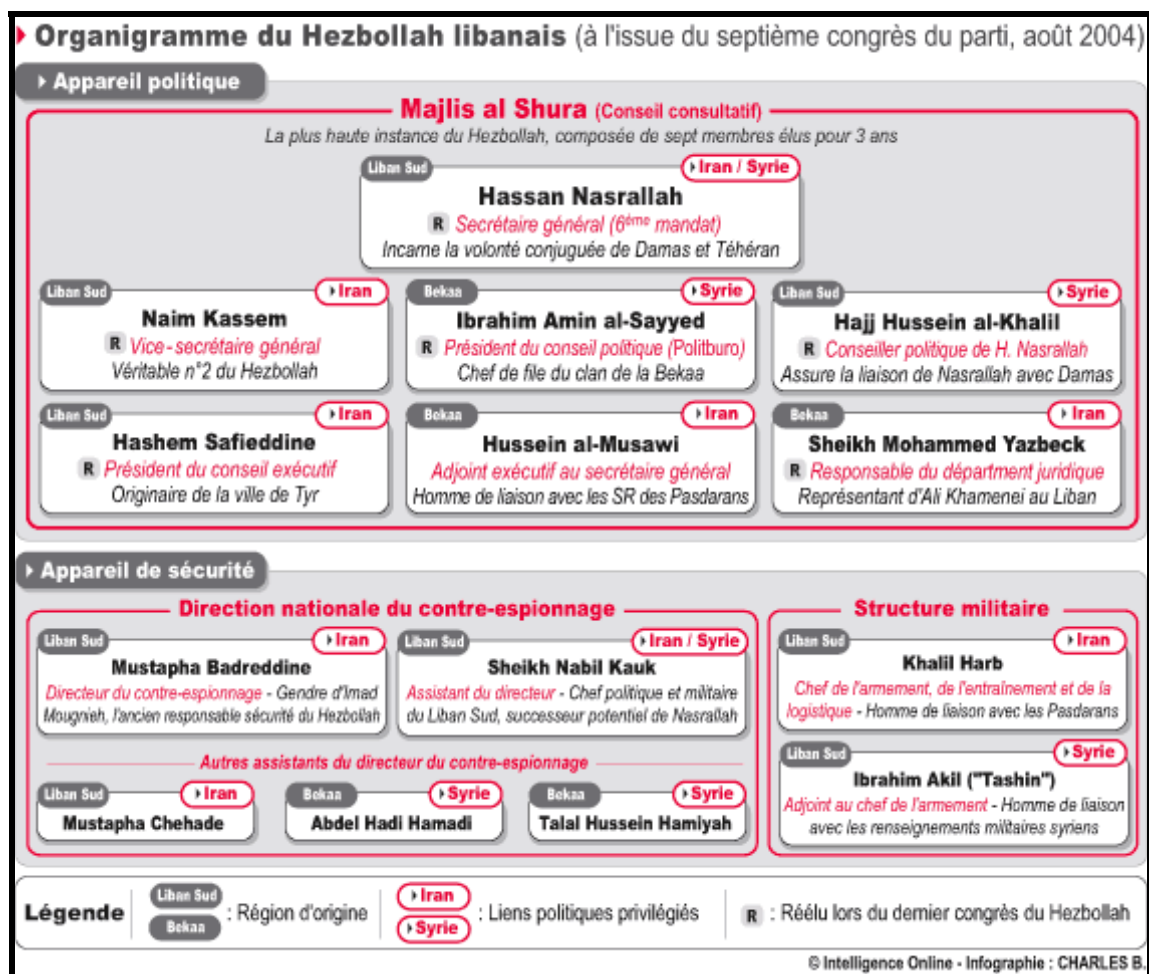 Organigramme du Hezbollah libanais (à l'issue du septième congrès du parti, août 2004)
Appareil politique
Majlis al Shura (Conseil consultatif)
La plus haute instance du Hezbollah, composée de sept membres élus pour 3 ans
Liban Sud
Iran / Syrie
Hassan Nasrallah
R Secrétaire général (6ème mandat)
Incarne la volonté conjuguée de Damas et Téhéran
Liban Sud
Iran
Naim Kassem
R Vice-secrétaire général
Véritable n°2 du Hezbollah
Bekaa
Syrie
Ibrahim Amin al-Sayyed
R Président du conseil politique (Politburo)
Chef de file du clan de la Bekaa
Liban Sud
Syrie
Hajj Hussein al-Khalil
R Conseiller politique de H. Nasrallah
Assure la liaison de Nasrallah avec Damas
Liban Sud
Iran
Hashem Safieddine
R Président du conseil exécutif
Originaire de la ville de Tyr
Bekaa
Iran
Hussein al-Musawi
Adjoint exécutif au secrétaire général
Homme de liaison avec les SR des Pasdarans
Bekaa
Iran
Sheikh Mohammed Yazbeck
R Responsable du départment juridique
Représentant d'Ali Khamenei au Liban
Appareil de sécurité
Direction nationale du contre-espionnage
Liban Sud
Iran
Mustapha Badreddine
Directeur du contre-espionnage - Gendre d'Imad
Mougnieh, l'ancien responsable sécurité du Hezbollah
Liban Sud
Iran / Syrie
Sheikh Nabil Kauk
Assistant du directeur - Chef politique et militaire
du Liban Sud, successeur potentiel de Nasrallah
Autres assistants du directeur du contre-espionnage
Liban Sud
Iran
Mustapha Chehade
Bekaa
Syrie
Abdel Hadi Hamadi
Bekaa
Syrie
Talal Hussein Hamiyah
Structure militaire
Liban Sud
Iran
Khalil Harb
Chef de l'armement, de l'entraînement et de la
logistique - Homme de liaison avec les Pasdarans
Liban Sud
Syrie
Ibrahim Akil ("Tashin")
Adjoint au chef de l'armement - Homme de liaison
avec les renseignements militaires syriens
Légende
Liban Sud
Bekaa
: Région d'origine
Iran
Syrie
: Liens politiques privilégiés
R : Réélu lors du dernier congrès du Hezbollah
© Intelligence Online - Infographie : CHARLES B.